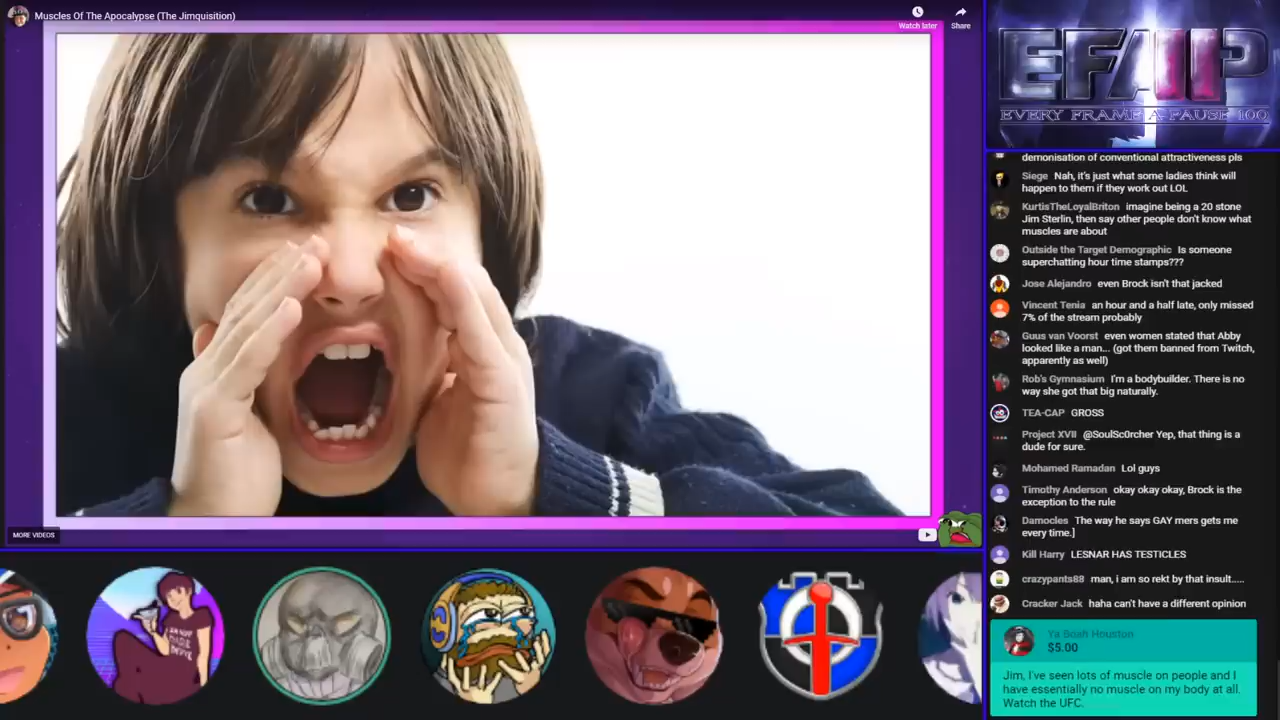 Muscles Of The Apocalypse (The Jimquisition)
Watch later
Share
MORE VIDEOS
EFAP
EVERY FRAME A PAUSE 100
demonisation of conventional attractiveness pls
Siege Nah, it's just what some ladies think will
happen to them if they work out LOL
KurtisTheLoyalBriton imagine being a 20 stone
Jim Sterlin, then say other people don't know what
muscles are about
Outside the Target Demographic Is someone
superchatting hour time stamps???
Jose Alejandro even Brock isn't that jacked
Vincent Tenia an hour and a half late, only missed
7% of the stream probably
Guus van Voorst even women stated that Abby
looked like a man... (got them banned from Twitch,
apparently as well)
Rob's Gymnasium I'm a bodybuilder. There is no
way she got that big naturally.
TEA-CAP GROSS
Project XVII @SoulSc0rcher Yep, that thing is a
dude for sure.
Mohamed Ramadan Lol guys
Timothy Anderson okay okay okay, Brock is the
exception to the rule
Damocles The way he says GAY mers gets me
every time.]
Kill Harry LESNAR HAS TESTICLES
crazypants88 man, i am so rekt by that insult.....
Cracker Jack haha can't have a different opinion
Ya Boah Houston
$5.00
Jim, I've seen lots of muscle on people and I
have essentially no muscle on my body at all.
Watch the UFC.